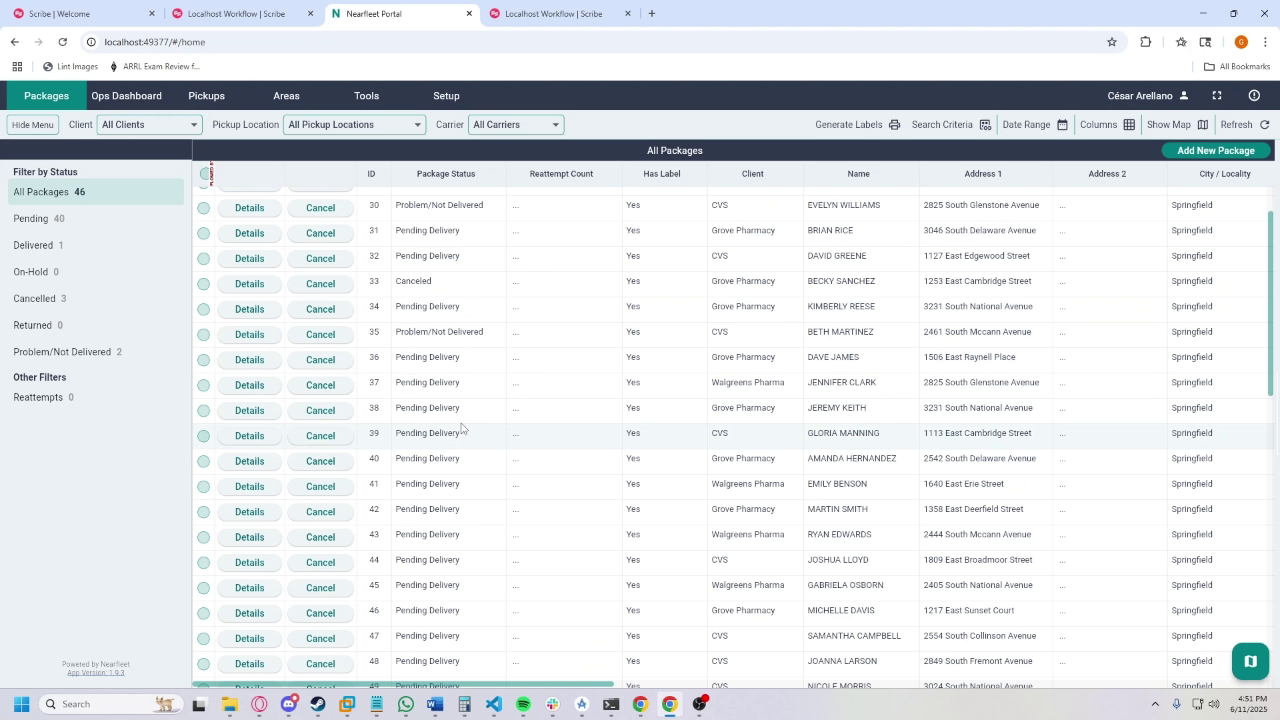 Scribe | Welcome
Localhost Workflow | Scribe
Nearfleet Portal
Localhost Workflow | Scribe
localhost:49377/#/home
Lint Images
ARRL Exam Review f...
All Bookmarks
Packages Ops Dashboard Pickups Areas Tools Setup César Arellano
Hide Menu Client All Clients Pickup Location All Pickup Locations Carrier All Carriers Generate Labels Search Criteria Date Range Columns Show Map Refresh
All Packages Add New Package
Filter by Status
All Packages 46
Pending 40
Delivered 1
On-Hold 0
Cancelled 3
Returned 0
Problem/Not Delivered 2
Other Filters
Reattempts 0
Powered by Nearfleet
App Version: 1.9.3
ID Package Status Reattempt Count Has Label Client Name Address 1 Address 2 City / Locality
Details Cancel 30 Problem/Not Delivered ... Yes CVS EVELYN WILLIAMS 2825 South Glenstone Avenue ... Springfield
Details Cancel 31 Pending Delivery ... Yes Grove Pharmacy BRIAN RICE 3046 South Delaware Avenue ... Springfield
Details Cancel 32 Pending Delivery ... Yes CVS DAVID GREENE 1127 East Edgewood Street ... Springfield
Details Cancel 33 Canceled ... Yes Grove Pharmacy BECKY SANCHEZ 1253 East Cambridge Street ... Springfield
Details Cancel 34 Pending Delivery ... Yes Grove Pharmacy KIMBERLY REESE 3231 South National Avenue ... Springfield
Details Cancel 35 Problem/Not Delivered ... Yes CVS BETH MARTINEZ 2461 South Mccann Avenue ... Springfield
Details Cancel 36 Pending Delivery ... Yes Grove Pharmacy DAVE JAMES 1506 East Raynell Place ... Springfield
Details Cancel 37 Pending Delivery ... Yes Walgreens Pharma JENNIFER CLARK 2825 South Glenstone Avenue ... Springfield
Details Cancel 38 Pending Delivery ... Yes Grove Pharmacy JEREMY KEITH 3231 South National Avenue ... Springfield
Details Cancel 39 Pending Delivery ... Yes CVS GLORIA MANNING 1113 East Cambridge Street ... Springfield
Details Cancel 40 Pending Delivery ... Yes Grove Pharmacy AMANDA HERNANDEZ 2542 South Delaware Avenue ... Springfield
Details Cancel 41 Pending Delivery ... Yes Walgreens Pharma EMILY BENSON 1640 East Erie Street ... Springfield
Details Cancel 42 Pending Delivery ... Yes Grove Pharmacy MARTIN SMITH 1358 East Deerfield Street ... Springfield
Details Cancel 43 Pending Delivery ... Yes Walgreens Pharma RYAN EDWARDS 2444 South Mccann Avenue ... Springfield
Details Cancel 44 Pending Delivery ... Yes CVS JOSHUA LLOYD 1809 East Broadmoor Street ... Springfield
Details Cancel 45 Pending Delivery ... Yes Walgreens Pharma GABRIELA OSBORN 2405 South National Avenue ... Springfield
Details Cancel 46 Pending Delivery ... Yes Grove Pharmacy MICHELLE DAVIS 1217 East Sunset Court ... Springfield
Details Cancel 47 Pending Delivery ... Yes CVS SAMANTHA CAMPBELL 2554 South Collinson Avenue ... Springfield
Details Cancel 48 Pending Delivery ... Yes CVS JOANNA LARSON 2849 South Fremont Avenue ... Springfield
49 Pending Delivery Yes CVS NICOLE MORRIS 3024 South National Avenue Springfield
Search
4:51 PM
6/11/2025